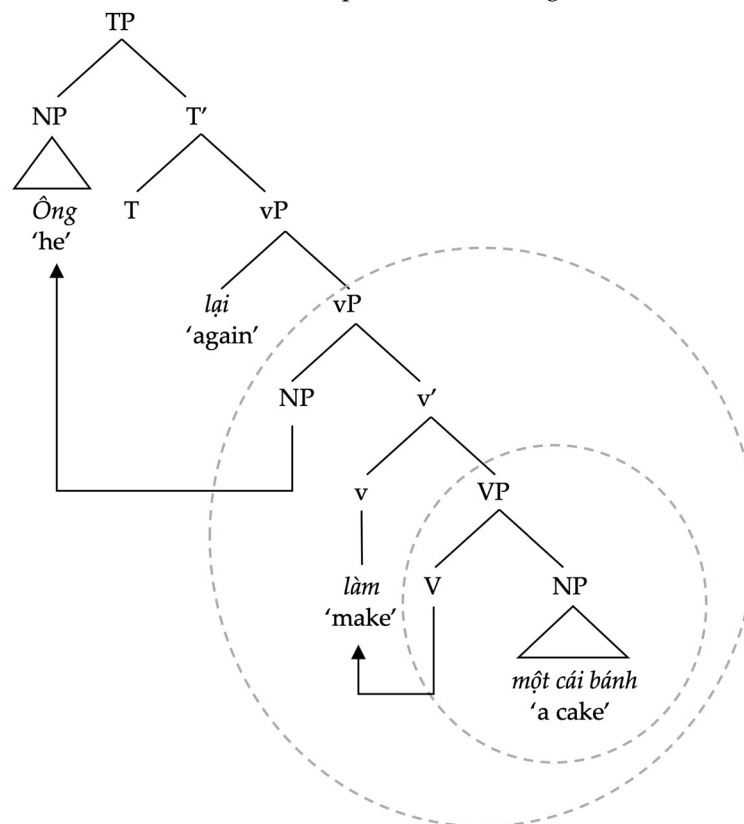 TP
NP T′
Ông T vP
‘he’
lại vP
‘again’
NP v′
v VP
làm V NP
‘make’
một cái bánh
‘a cake’